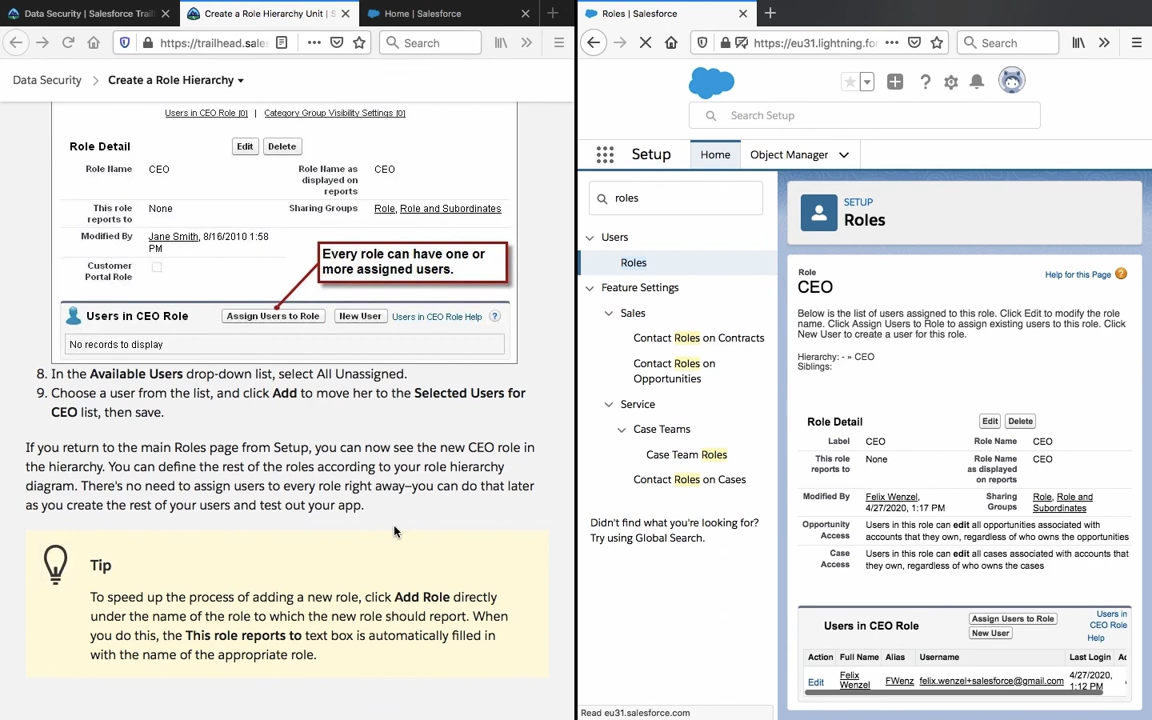 Data Security | Salesforce Trail
Create a Role Hierarchy Unit | S
Home | Salesforce
https://trailhead.sale
Search
Data Security
Create a Role Hierarchy
Users in CEO Role [0] | Category Group Visibility Settings [0]
Role Detail
Edit
Delete
Role Name
CEO
Role Name as displayed on reports
CEO
This role reports to
None
Sharing Groups
Role, Role and Subordinates
Modified By
Jane Smith, 8/16/2010 1:58 PM
Customer Portal Role
Every role can have one or
more assigned users.
Users in CEO Role
Assign Users to Role
New User
Users in CEO Role Help
?
No records to display
8. In the Available Users drop-down list, select All Unassigned.
9. Choose a user from the list, and click Add to move her to the Selected Users for
CEO list, then save.
If you return to the main Roles page from Setup, you can now see the new CEO role in
the hierarchy. You can define the rest of the roles according to your role hierarchy
diagram. There's no need to assign users to every role right away–you can do that later
as you create the rest of your users and test out your app.
Tip
To speed up the process of adding a new role, click Add Role directly
under the name of the role to which the new role should report. When
you do this, the This role reports to text box is automatically filled in
with the name of the appropriate role.
Roles | Salesforce
https://eu31.lightning.for
Search
Search Setup
Setup
Home
Object Manager
roles
Users
Roles
Feature Settings
Sales
Contact Roles on Contracts
Contact Roles on
Opportunities
Service
Case Teams
Case Team Roles
Contact Roles on Cases
Didn't find what you're looking for?
Try using Global Search.
Read eu31.salesforce.com
SETUP
Roles
Role
CEO
Help for this Page ?
Below is the list of users assigned to this role. Click Edit to modify the role
name. Click Assign Users to Role to assign existing users to this role. Click
New User to create a user for this role.
Hierarchy: - » CEO
Siblings:
Role Detail
Edit
Delete
Label
CEO
Role Name
CEO
This role reports to
None
Role Name as displayed on reports
CEO
Modified By
Felix Wenzel, 4/27/2020, 1:17 PM
Sharing Groups
Role, Role and Subordinates
Opportunity Access
Users in this role can edit all opportunities associated with
accounts that they own, regardless of who owns the opportunities
Case Access
Users in this role can edit all cases associated with accounts that
they own, regardless of who owns the cases
Users in CEO Role
Assign Users to Role
New User
Users in CEO Role Help
Action Full Name Alias Username Last Login Ac
Edit Felix Wenzel FWenz felix.wenzel+salesforce@gmail.com 4/27/2020, 1:12 PM